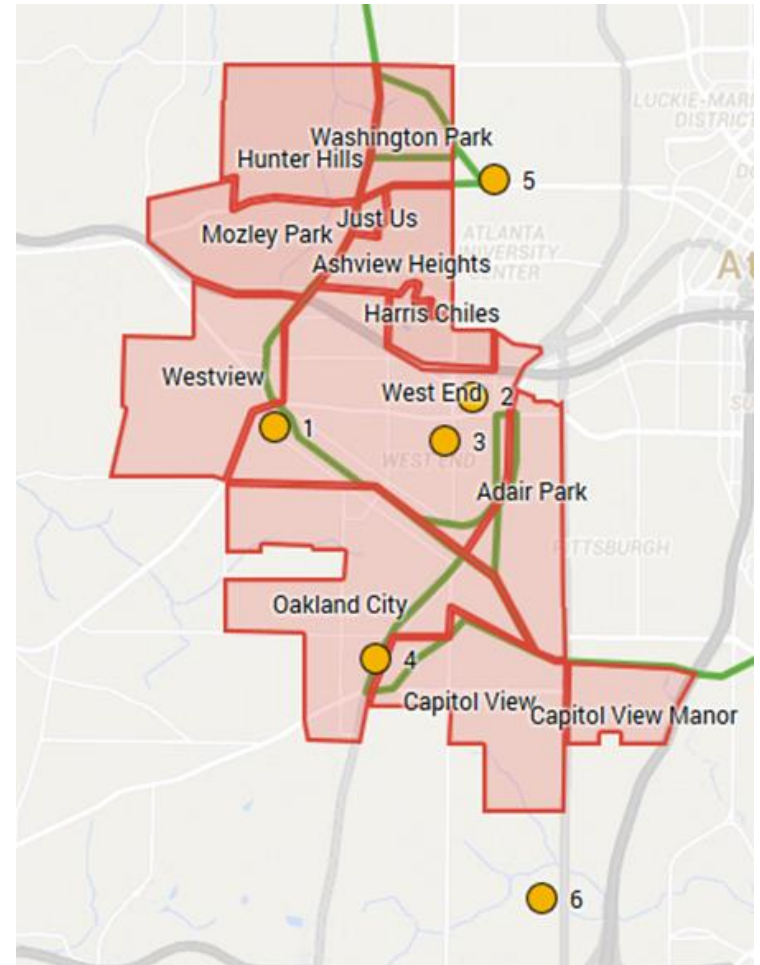 LUCKIE-MAR
DISTRICT
Washington Park
Hunter Hills
5
Just Us
Mozley Park
ATLANTA
UNIVERSITY
CENTER
Ashview Heights
At
Harris Chiles
Westview
West End
2
1
3
WEST END
Adair Park
PITTSBURGH
Oakland City
4
Capitol View
Capitol View Manor
6